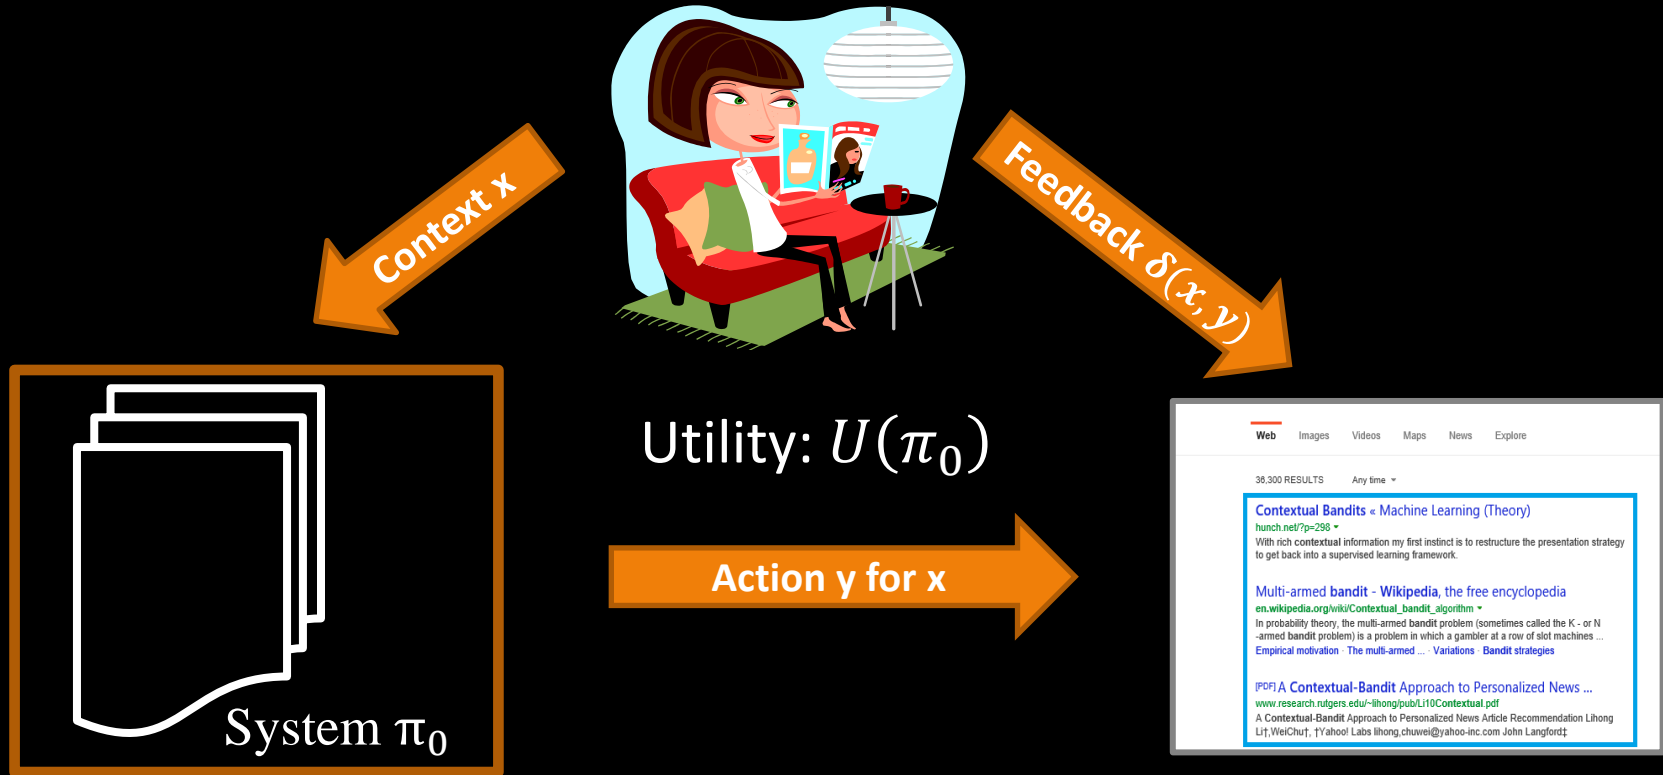 Context x
Feedback δ(x, y)
Utility: U(π₀)
Action y for x
System π₀
Web Images Videos Maps News Explore
36,300 RESULTS Any time
Contextual Bandits « Machine Learning (Theory)
hunch.net/?p=298
With rich contextual information my first instinct is to restructure the presentation strategy
to get back into a supervised learning framework.
Multi-armed bandit - Wikipedia, the free encyclopedia
en.wikipedia.org/wiki/Contextual_bandit_algorithm
In probability theory, the multi-armed bandit problem (sometimes called the K - or N
-armed bandit problem) is a problem in which a gambler at a row of slot machines ...
Empirical motivation · The multi-armed ... · Variations · Bandit strategies
[PDF] A Contextual-Bandit Approach to Personalized News ...
www.research.rutgers.edu/~lihong/pub/Li10Contextual.pdf
A Contextual-Bandit Approach to Personalized News Article Recommendation Lihong
Li†,WeiChu†, †Yahoo! Labs lihong,chuwei@yahoo-inc.com John Langford‡